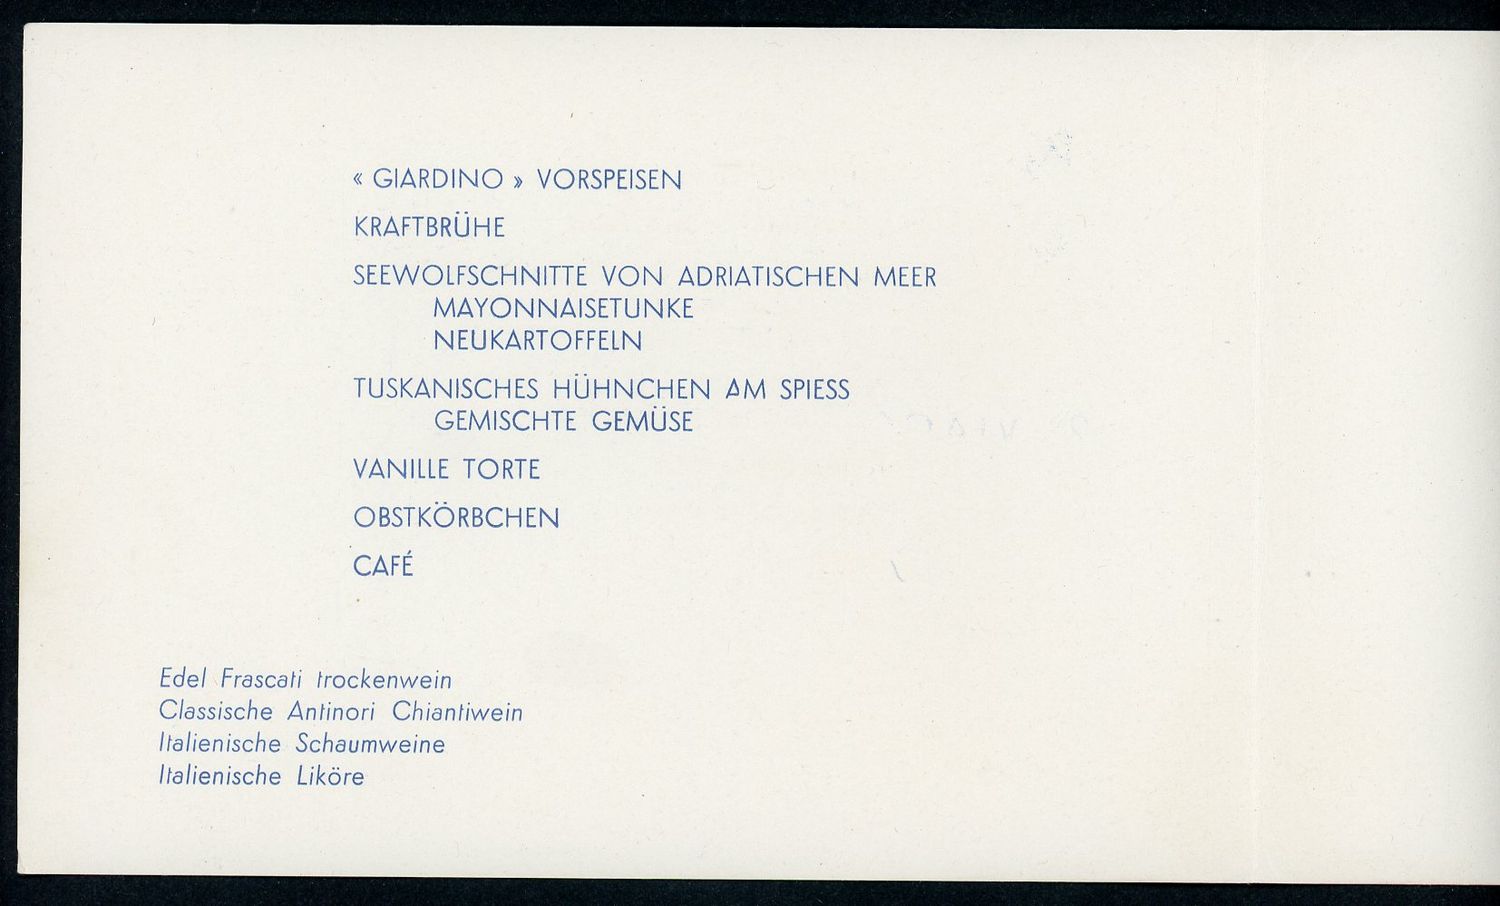 « GIARDINO » VORSPEISEN
KRAFTBRÜHE
SEEWOLFSCHNITTE VON ADRIATISCHEN MEER
MAYONNAISETUNKE
NEUKARTOFFELN
TUSKANISCHES HÜHNCHEN AM SPIESS
GEMISCHTE GEMÜSE
VANILLE TORTE
OBSTKÖRBCHEN
CAFÉ
Edel Frascati trockenwein
Classische Antinori Chiantiwein
Italienische Schaumweine
Italienische Liköre